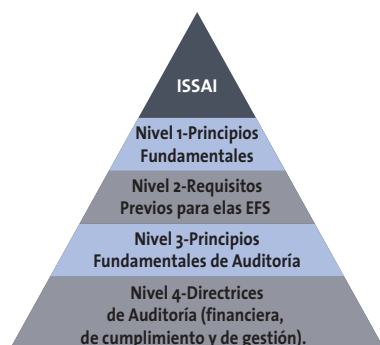 ISSAI
Nivel 1-Principios
Fundamentales
Nivel 2-Requisitos
Previos para elas EFS
Nivel 3-Principios
Fundamentales de Auditoría
Nivel 4-Directrices
de Auditoría (financiera,
de cumplimiento y de gestión).